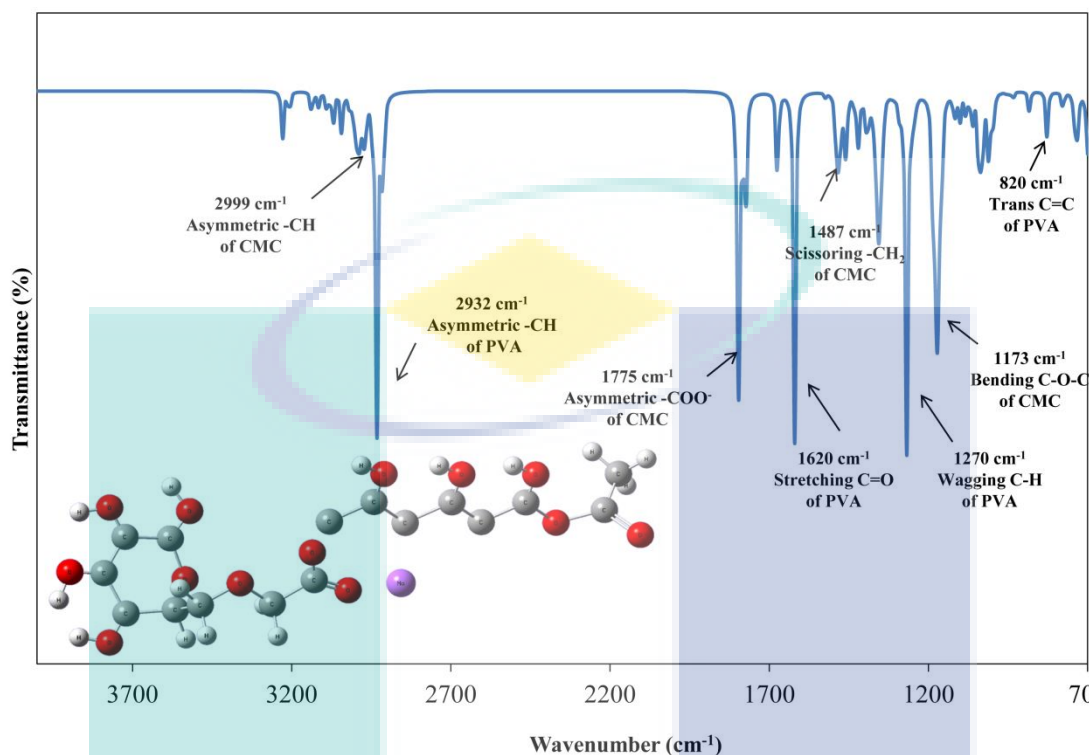 2999 cm⁻¹
Asymmetric -CH
of CMC
2932 cm⁻¹
Asymmetric -CH
of PVA
1775 cm⁻¹
Asymmetric -COO⁻
of CMC
1620 cm⁻¹
Stretching C=O
of PVA
1487 cm⁻¹
Scissoring -CH₂
of CMC
1270 cm⁻¹
Wagging C-H
of PVA
1173 cm⁻¹
Bending C-O-C
of CMC
820 cm⁻¹
Trans C=C
of PVA
Transmittance (%)
3700 3200 2700 2200 1700 1200 70
Wavenumber (cm⁻¹)